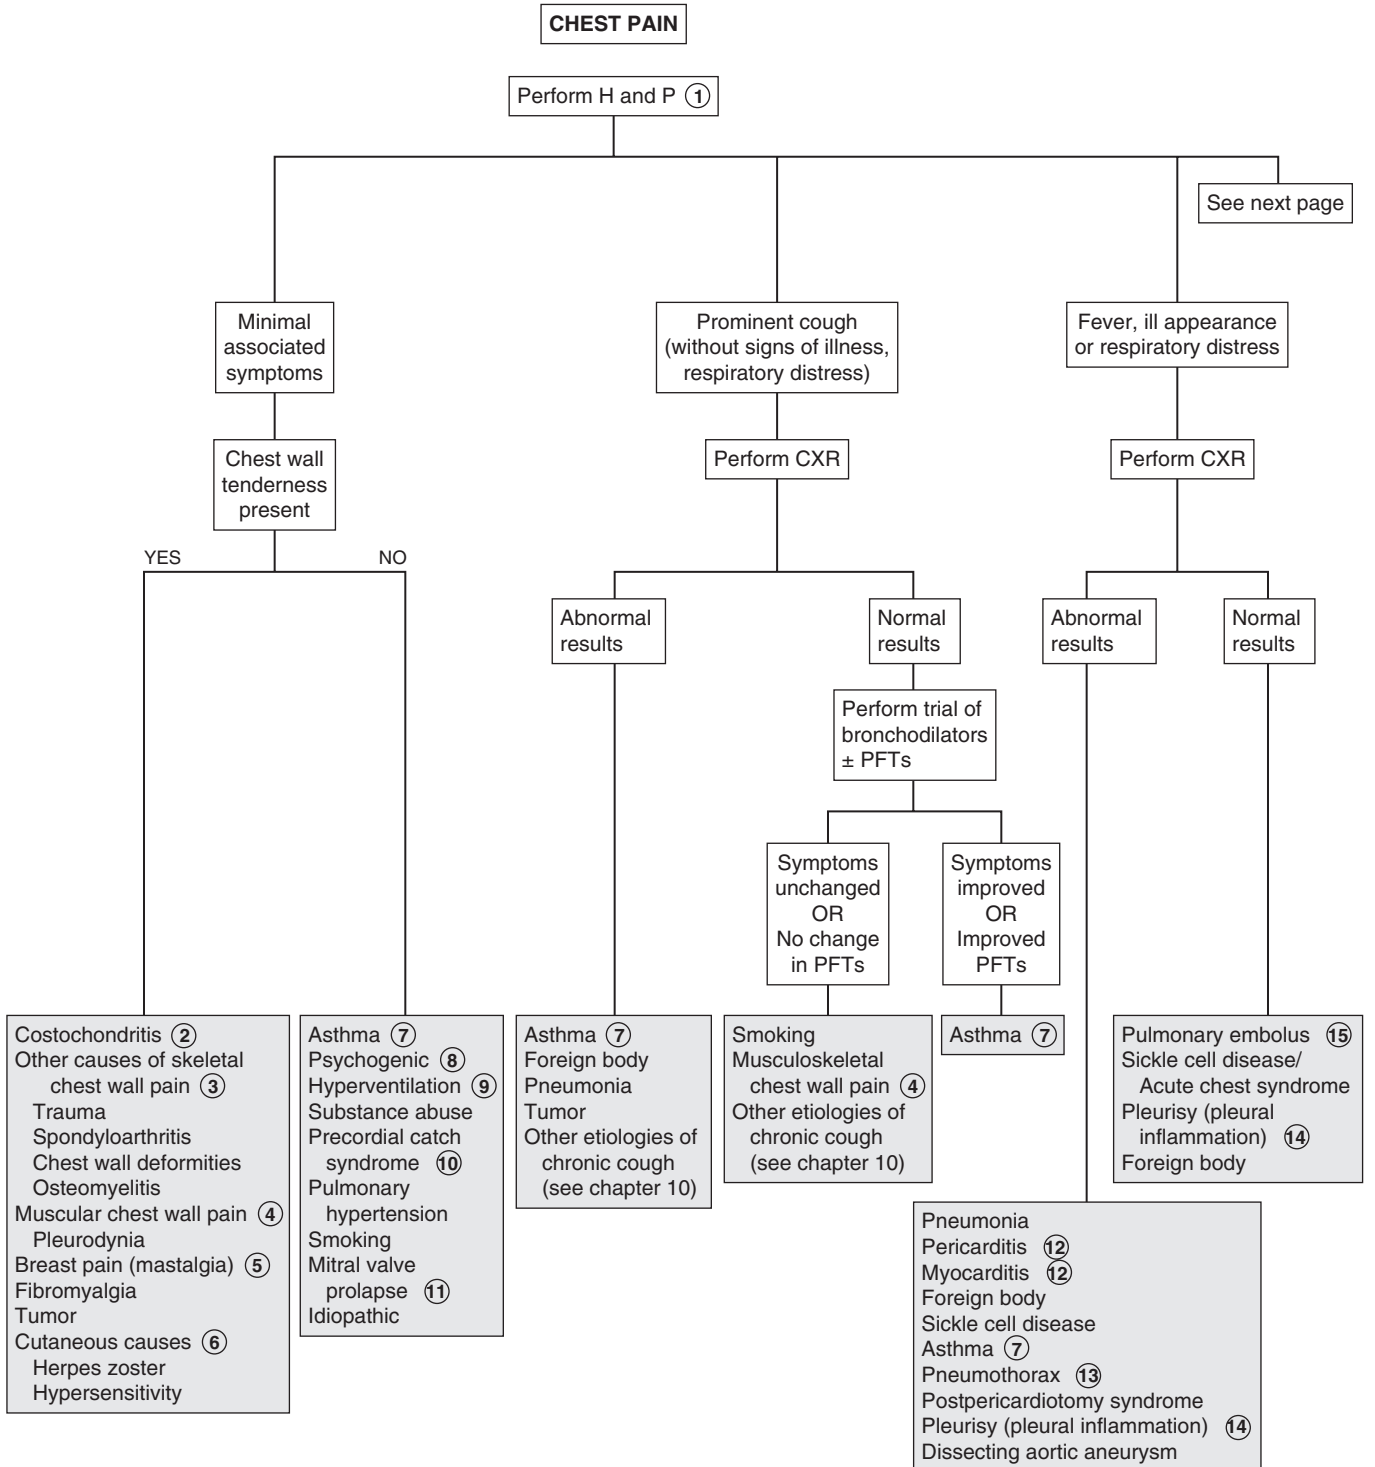 CHEST PAIN
Perform H and P 1
See next page
Minimal
associated
symptoms
Prominent cough
(without signs of illness,
respiratory distress)
Fever, ill appearance
or respiratory distress
Chest wall
tenderness
present
Perform CXR
Perform CXR
YES
NO
Abnormal
results
Normal
results
Abnormal
results
Normal
results
Perform trial of
bronchodilators
± PFTs
Symptoms
unchanged
OR
No change
in PFTs
Symptoms
improved
OR
Improved
PFTs
Costochondritis 2
Other causes of skeletal
chest wall pain 3
Trauma
Spondyloarthritis
Chest wall deformities
Osteomyelitis
Muscular chest wall pain 4
Pleurodynia
Breast pain (mastalgia) 5
Fibromyalgia
Tumor
Cutaneous causes 6
Herpes zoster
Hypersensitivity
Asthma 7
Psychogenic 8
Hyperventilation 9
Substance abuse
Precordial catch
syndrome 10
Pulmonary
hypertension
Smoking
Mitral valve
prolapse 11
Idiopathic
Asthma 7
Foreign body
Pneumonia
Tumor
Other etiologies of
chronic cough
(see chapter 10)
Smoking
Musculoskeletal
chest wall pain 4
Other etiologies of
chronic cough
(see chapter 10)
Asthma 7
Pulmonary embolus 15
Sickle cell disease/
Acute chest syndrome
Pleurisy (pleural
inflammation) 14
Foreign body
Pneumonia
Pericarditis 12
Myocarditis 12
Foreign body
Sickle cell disease
Asthma 7
Pneumothorax 13
Postpericardiotomy syndrome
Pleurisy (pleural inflammation) 14
Dissecting aortic aneurysm